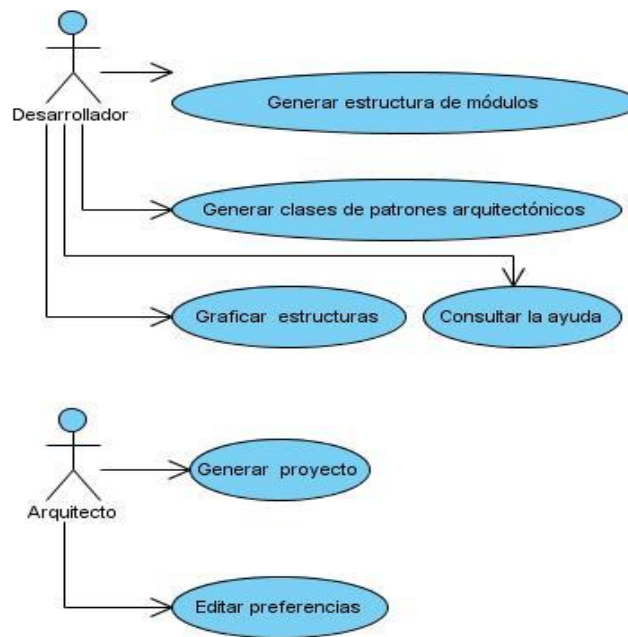 Desarrollador
Generar estructura de módulos
Generar clases de patrones arquitectónicos
Graficar estructuras
Consultar la ayuda
Arquitecto
Generar proyecto
Editar preferencias